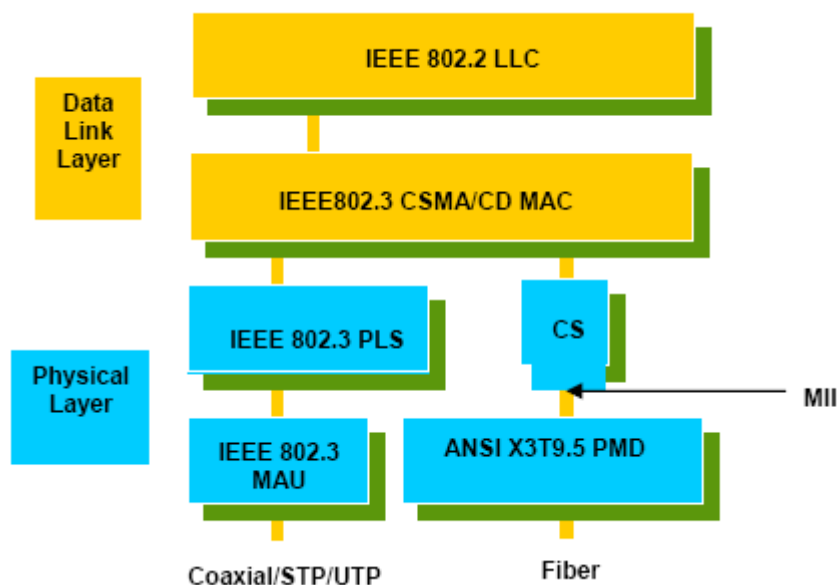 IEEE 802.2 LLC
Data
Link
Layer
IEEE802.3 CSMA/CD MAC
IEEE 802.3 PLS
CS
Physical
Layer
MII
IEEE 802.3
MAU
ANSI X3T9.5 PMD
Coaxial/STP/UTP
Fiber